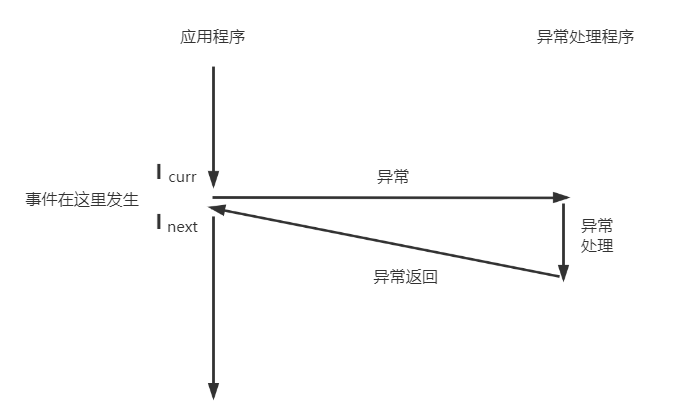 应用程序
异常处理程序
I curr
异常
事件在这里发生
I next
异常
处理
异常返回